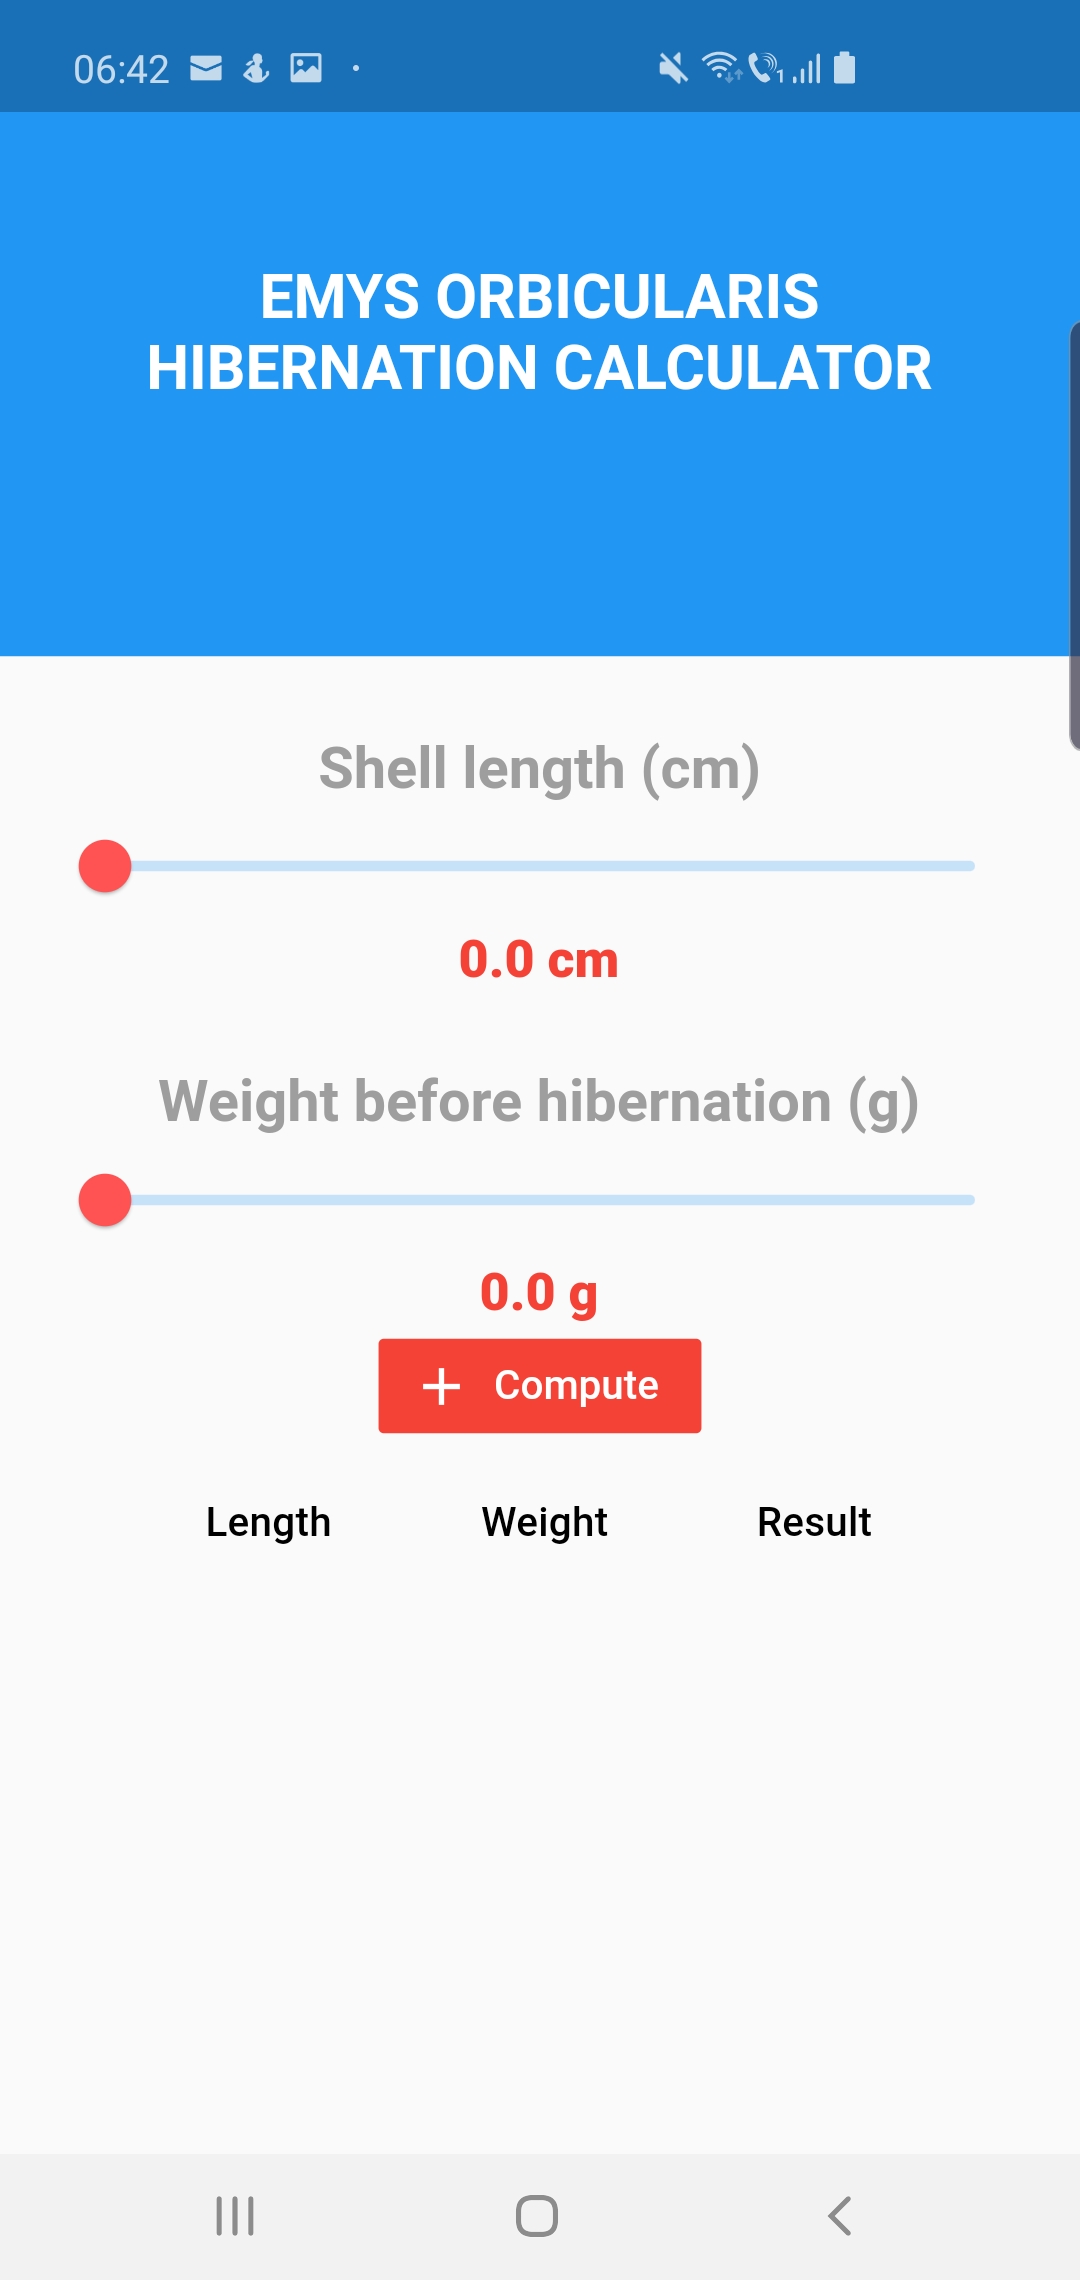 06:42
1
EMYS ORBICULARIS
HIBERNATION CALCULATOR
Shell length (cm)
0.0 cm
Weight before hibernation (g)
0.0 g
Compute
Length Weight Result